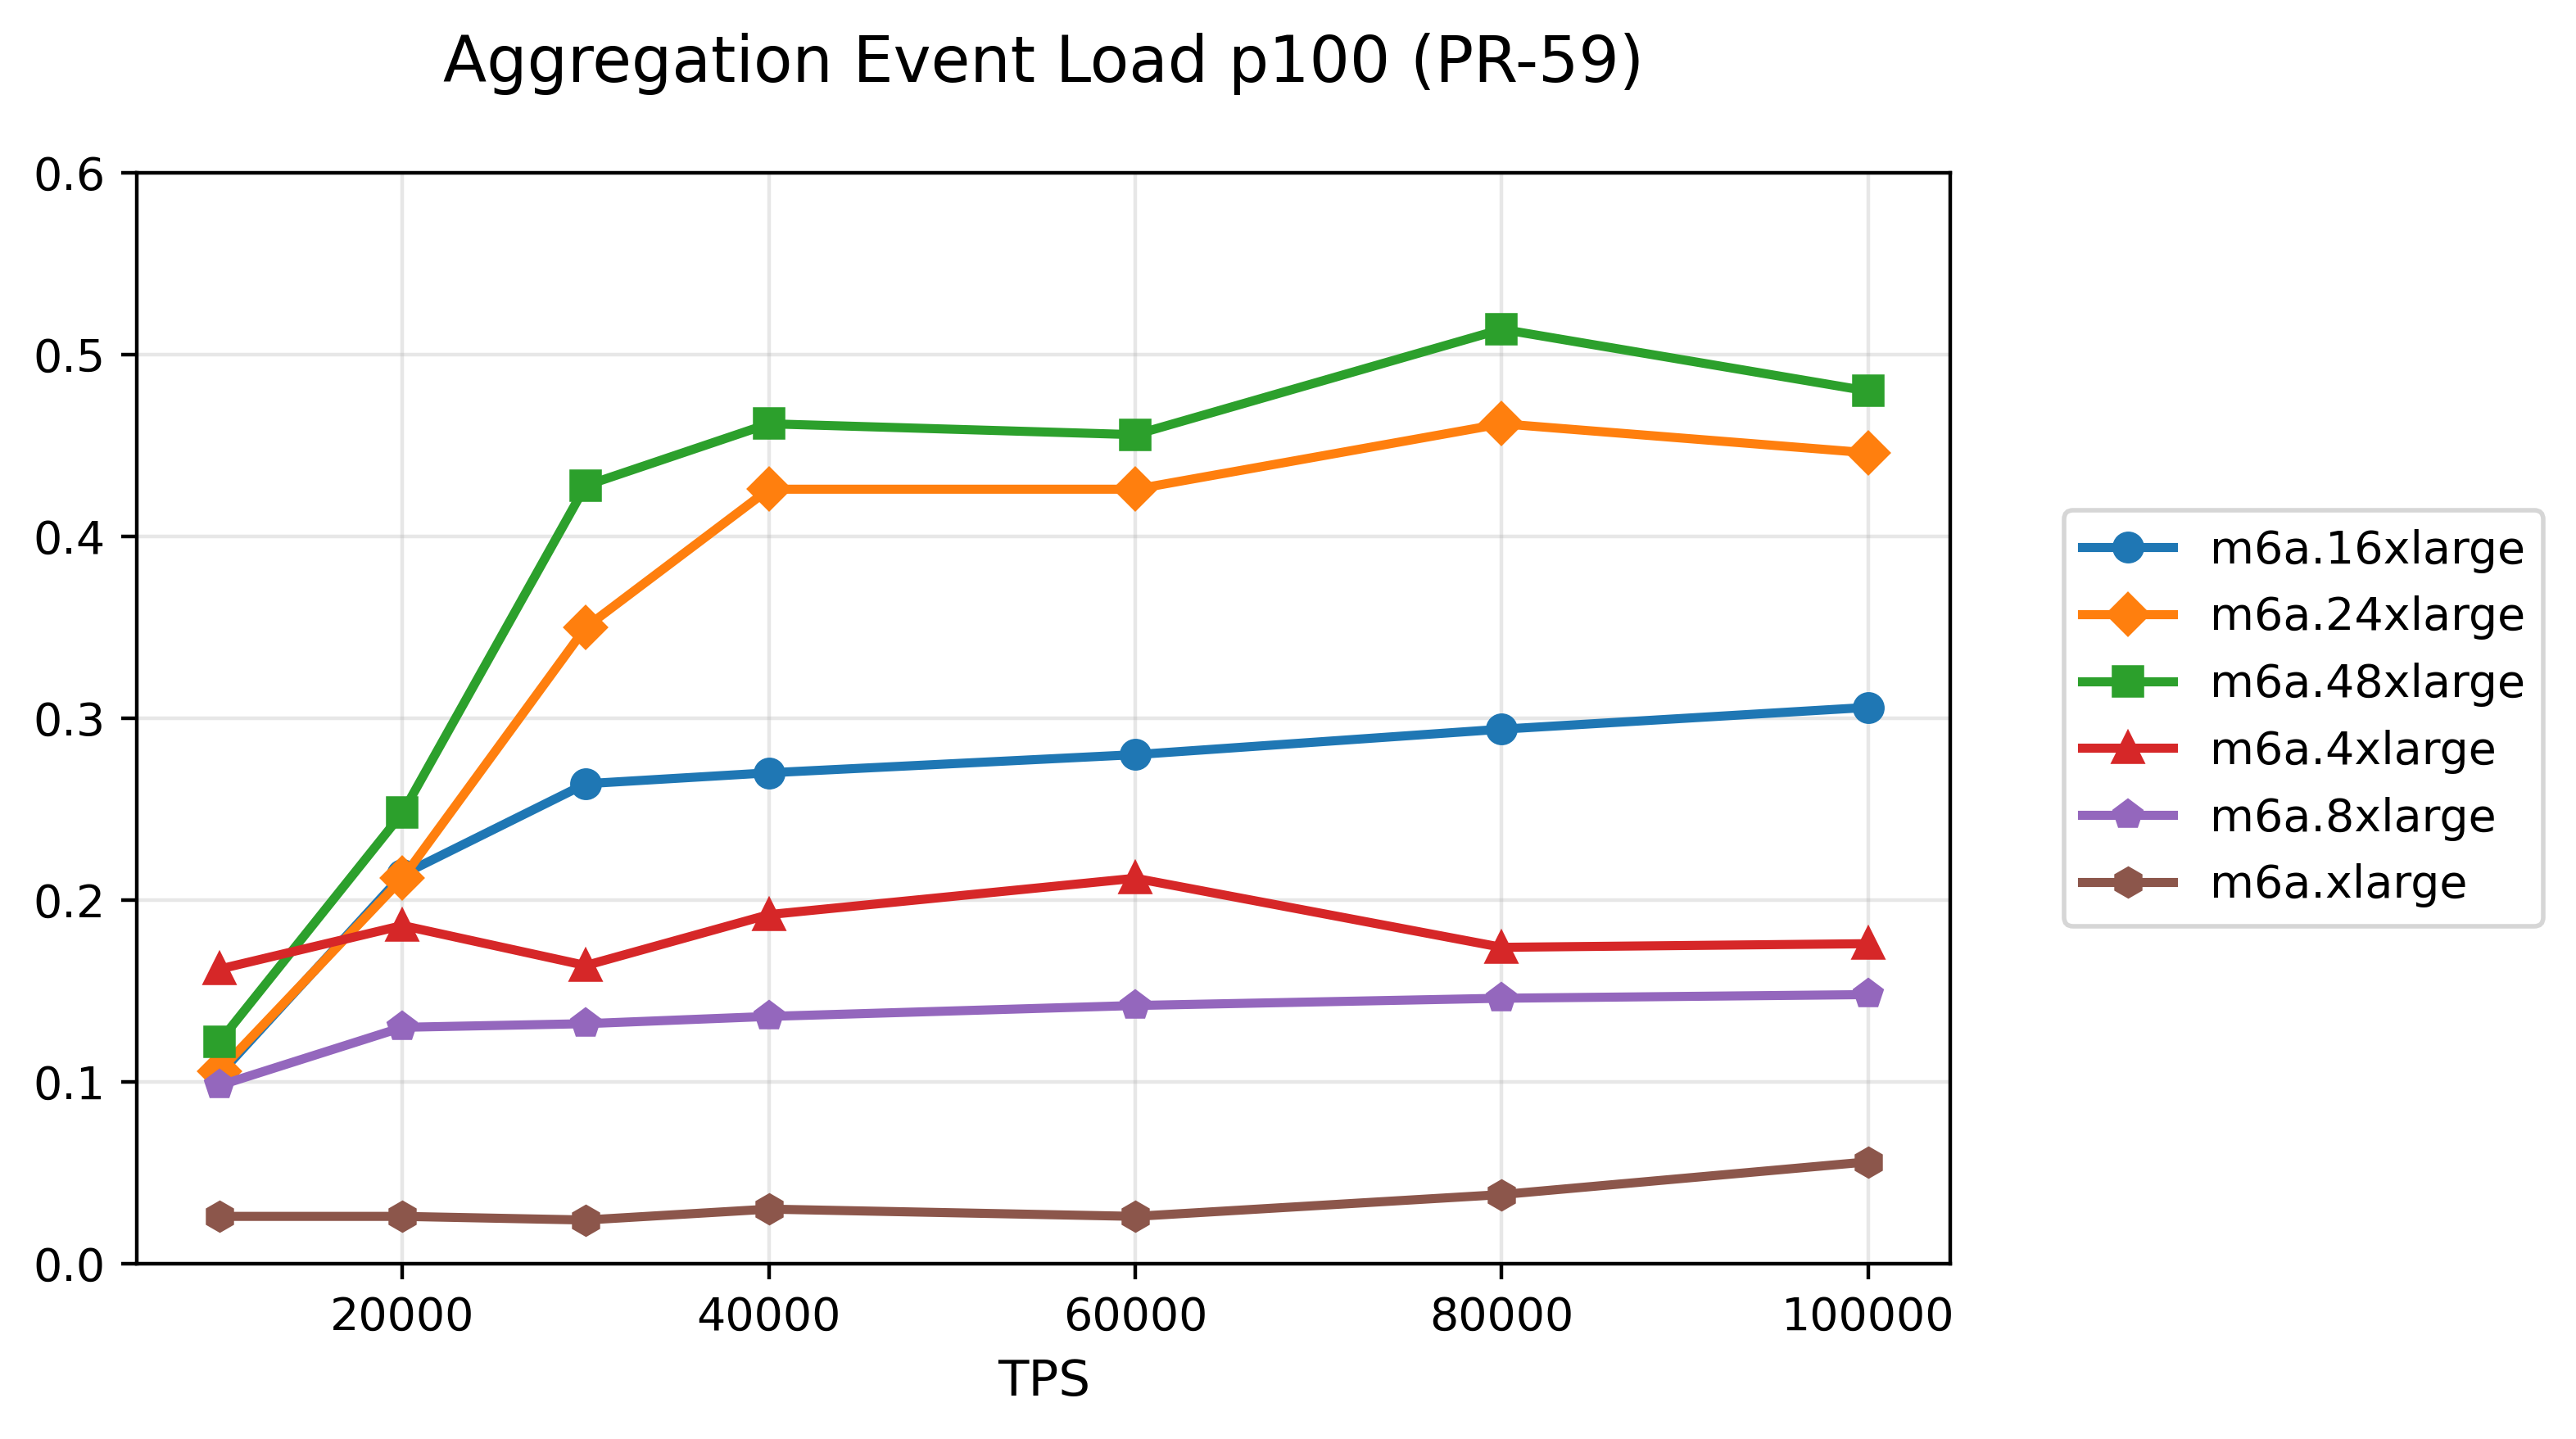 Aggregation Event Load p100 (PR-59)
0.6
0.5
0.4
0.3
0.2
0.1
0.0
20000 40000 60000 80000 100000
TPS
m6a.16xlarge
m6a.24xlarge
m6a.48xlarge
m6a.4xlarge
m6a.8xlarge
m6a.xlarge